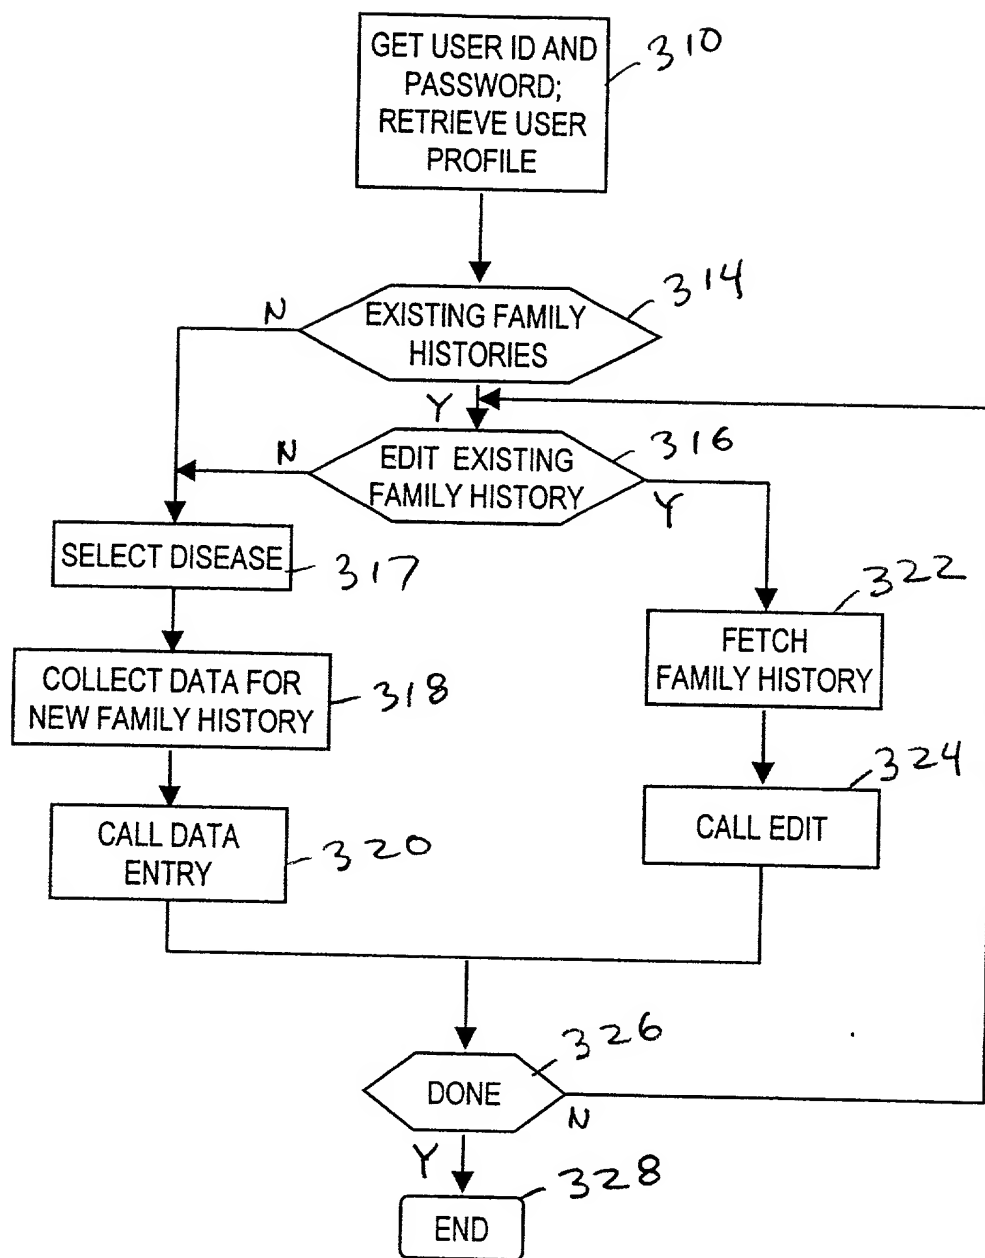 GET USER ID AND
PASSWORD;
RETRIEVE USER
PROFILE
310
EXISTING FAMILY
HISTORIES
314
N
Y
EDIT EXISTING
FAMILY HISTORY
316
N
Y
SELECT DISEASE
317
FETCH
FAMILY HISTORY
322
COLLECT DATA FOR
NEW FAMILY HISTORY
318
CALL EDIT
324
CALL DATA
ENTRY
320
DONE
326
N
Y
END
328